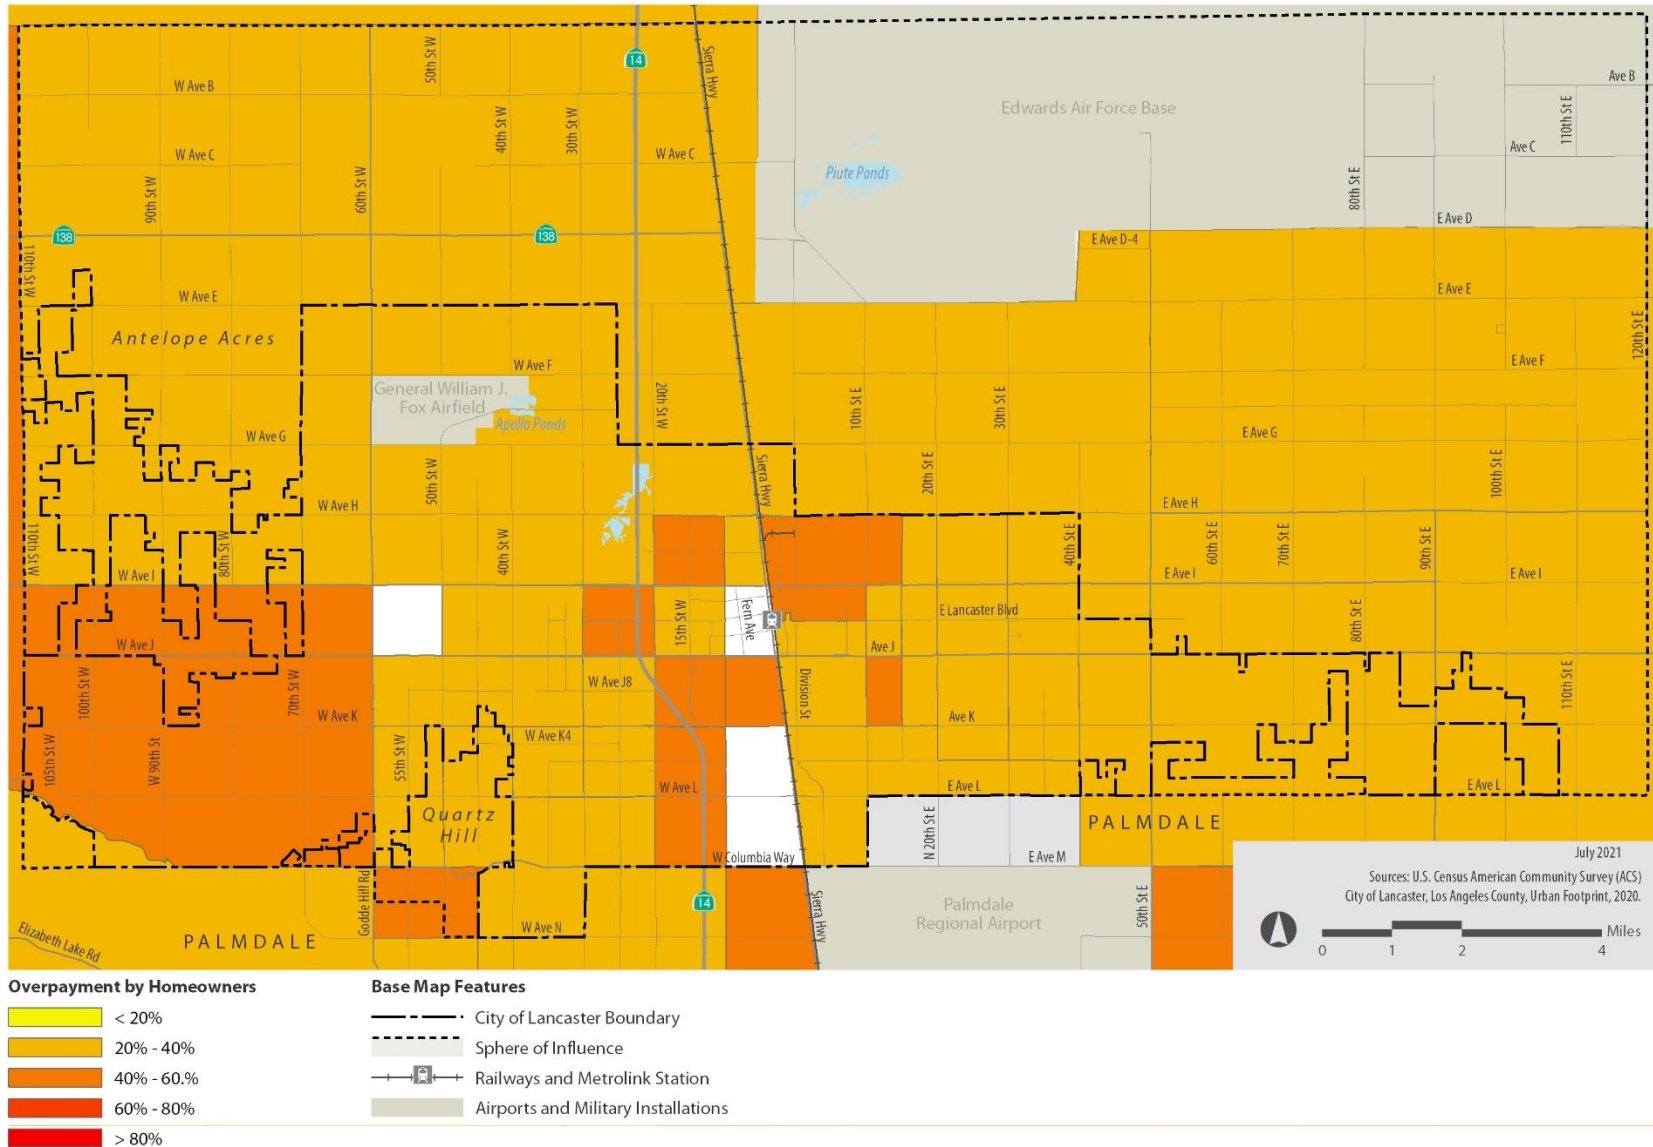 14
Sierra Hwy
50th St W
W Ave B
Ave B
Edwards Air Force Base
40th St W
30th St W
110th St E
W Ave C
W Ave C
Ave C
Piute Ponds
90th St W
60th St W
80th St E
E Ave D
138
138
E Ave D-4
110th St W
W Ave E
E Ave E
Antelope Acres
120th St E
W Ave F
E Ave F
General William J.
Fox Airfield
Apollo Ponds
20th St W
10th St E
30th St E
W Ave G
E Ave G
50th St W
Sierra Hwy
20th St E
100th St E
W Ave H
E Ave H
110th St W
80th St W
40th St W
40th St E
60th St E
70th St E
90th St E
W Ave I
E Ave I
E Ave I
Fern Ave
15th St W
E Lancaster Blvd
80th St E
W Ave J
Ave J
100th St W
70th St W
W Ave J8
Division St
110th St E
W Ave K
Ave K
W Ave K4
105th St W
W 90th St
55th St W
W Ave L
E Ave L
E Ave L
Quartz
Hill
PALMDALE
N 20th St E
W Columbia Way
E Ave M
Godde Hill Rd
14
Sierra Hwy
Palmdale
Regional Airport
50th St E
W Ave N
PALMDALE
Elizabeth Lake Rd
July 2021
Sources: U.S. Census American Community Survey (ACS)
City of Lancaster, Los Angeles County, Urban Footprint, 2020.
0 1 2 4 Miles
Overpayment by Homeowners
< 20%
20% - 40%
40% - 60.%
60% - 80%
> 80%
Base Map Features
City of Lancaster Boundary
Sphere of Influence
Railways and Metrolink Station
Airports and Military Installations